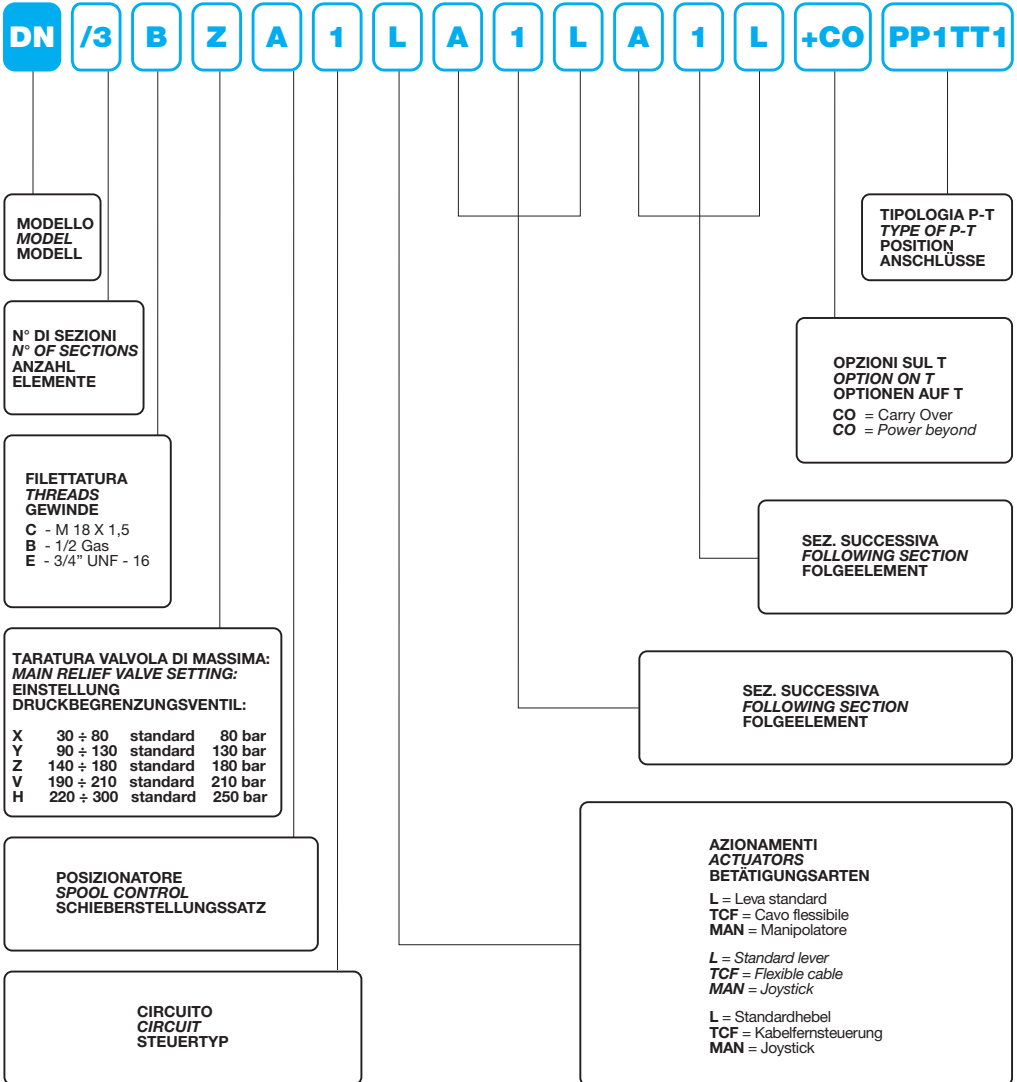 DN /3 B Z A 1 L A 1 L A 1 L +CO PP1TT1
MODELLO
MODEL
MODELL
TIPOLOGIA P-T
TYPE OF P-T
POSITION
ANSCHLÜSSE
N° DI SEZIONI
N° OF SECTIONS
ANZAHL
ELEMENTE
OPZIONI SUL T
OPTION ON T
OPTIONEN AUF T
CO = Carry Over
CO = Power beyond
FILETTATURA
THREADS
GEWINDE
C - M 18 X 1,5
B - 1/2 Gas
E - 3/4” UNF - 16
SEZ. SUCCESSIVA
FOLLOWING SECTION
FOLGEELEMENT
TARATURA VALVOLA DI MASSIMA:
MAIN RELIEF VALVE SETTING:
EINSTELLUNG
DRUCKBEGRENZUNGSVENTIL:
X 30 ÷ 80 standard 80 bar
Y 90 ÷ 130 standard 130 bar
Z 140 ÷ 180 standard 180 bar
V 190 ÷ 210 standard 210 bar
H 220 ÷ 300 standard 250 bar
SEZ. SUCCESSIVA
FOLLOWING SECTION
FOLGEELEMENT
POSIZIONATORE
SPOOL CONTROL
SCHIEBERSTELLUNGSSATZ
AZIONAMENTI
ACTUATORS
BETÄTIGUNGSARTEN
L = Leva standard
TCF = Cavo flessibile
MAN = Manipolatore
L = Standard lever
TCF = Flexible cable
MAN = Joystick
L = Standardhebel
TCF = Kabelfernsteuerung
MAN = Joystick
CIRCUITO
CIRCUIT
STEUERTYP